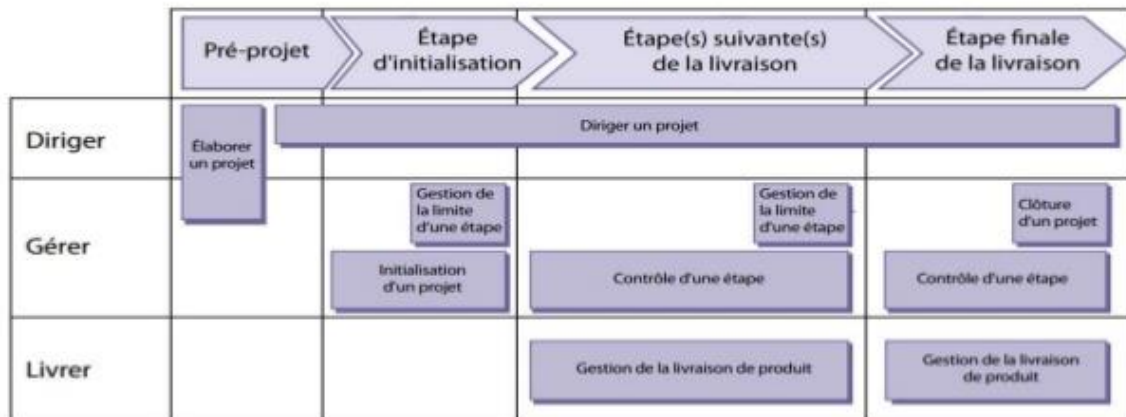 Pré-projet
Étape
d'initialisation
Étape(s) suivante(s)
de la livraison
Étape finale
de la livraison
Diriger
Élaborer
un projet
Diriger un projet
Gérer
Gestion de
la limite
d'une étape
Gestion de
la limite
d'une étape
Clôture
d'un projet
Initialisation
d'un projet
Contrôle d'une étape
Contrôle d'une étape
Livrer
Gestion de la livraison de produit
Gestion de la livraison
de produit